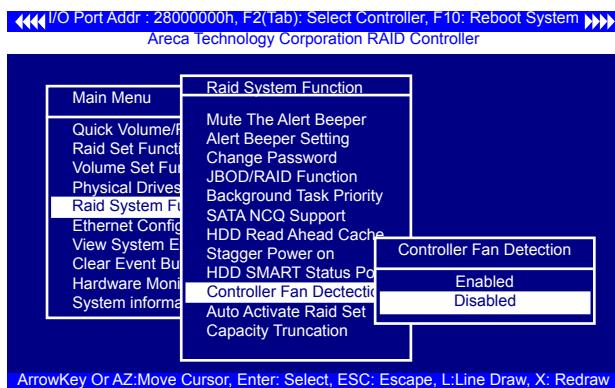 I/O Port Addr : 28000000h, F2(Tab): Select Controller, F10: Reboot System
Areca Technology Corporation RAID Controller
Main Menu
Quick Volume/
Raid Set Functi
Volume Set Fu
Physical Drives
Raid System F
Ethernet Config
View System E
Clear Event Bu
Hardware Moni
System informa
Raid System Function
Mute The Alert Beeper
Alert Beeper Setting
Change Password
JBOD/RAID Function
Background Task Priority
SATA NCQ Support
HDD Read Ahead Cache
Stagger Power on
HDD SMART Status Po
Controller Fan Dectecti
Auto Activate Raid Set
Capacity Truncation
Controller Fan Detection
Enabled
Disabled
ArrowKey Or AZ:Move Cursor, Enter: Select, ESC: Escape, L:Line Draw, X: Redraw